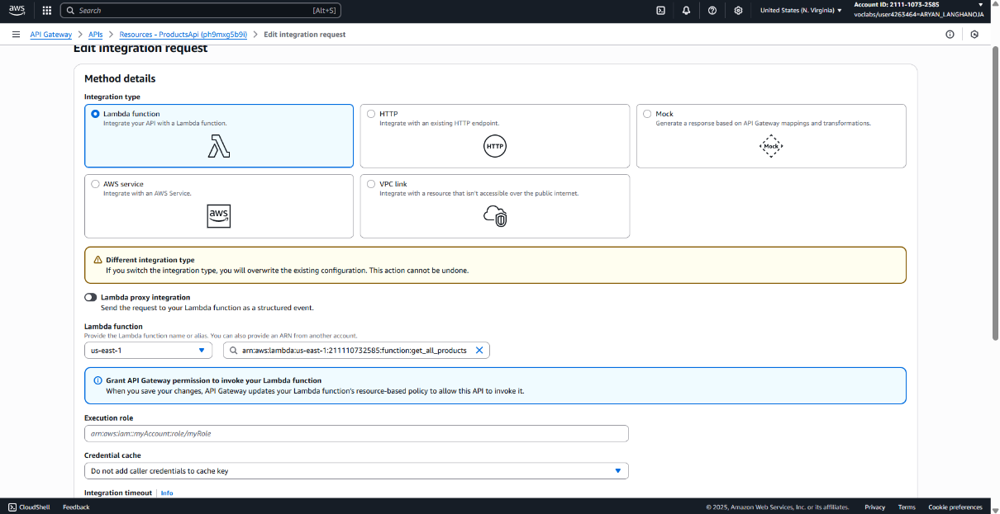 aws
Search [Alt+S]
United States (N. Virginia)
Account ID: 2111-1073-2585
voclabs/user4263464=ARYAN_LANGHANOJA
API Gateway > APIs > Resources - ProductsApi (ph9mxg5b9i) > Edit integration request
Edit integration request
Method details
Integration type
Lambda function
Integrate your API with a Lambda function.
HTTP
Integrate with an existing HTTP endpoint.
HTTP
Mock
Generate a response based on API Gateway mappings and transformations.
Mock
AWS service
Integrate with an AWS Service.
aws
VPC link
Integrate with a resource that isn't accessible over the public internet.
Different integration type
If you switch the integration type, you will overwrite the existing configuration. This action cannot be undone.
Lambda proxy integration
Send the request to your Lambda function as a structured event.
Lambda function
Provide the Lambda function name or alias. You can also provide an ARN from another account.
us-east-1
arn:aws:lambda:us-east-1:211110732585:function:get_all_products
Grant API Gateway permission to invoke your Lambda function
When you save your changes, API Gateway updates your Lambda function's resource-based policy to allow this API to invoke it.
Execution role
arn:aws:iam::myAccount:role/myRole
Credential cache
Do not add caller credentials to cache key
Integration timeout Info
CloudShell Feedback © 2025, Amazon Web Services, Inc. or its affiliates. Privacy Terms Cookie preferences